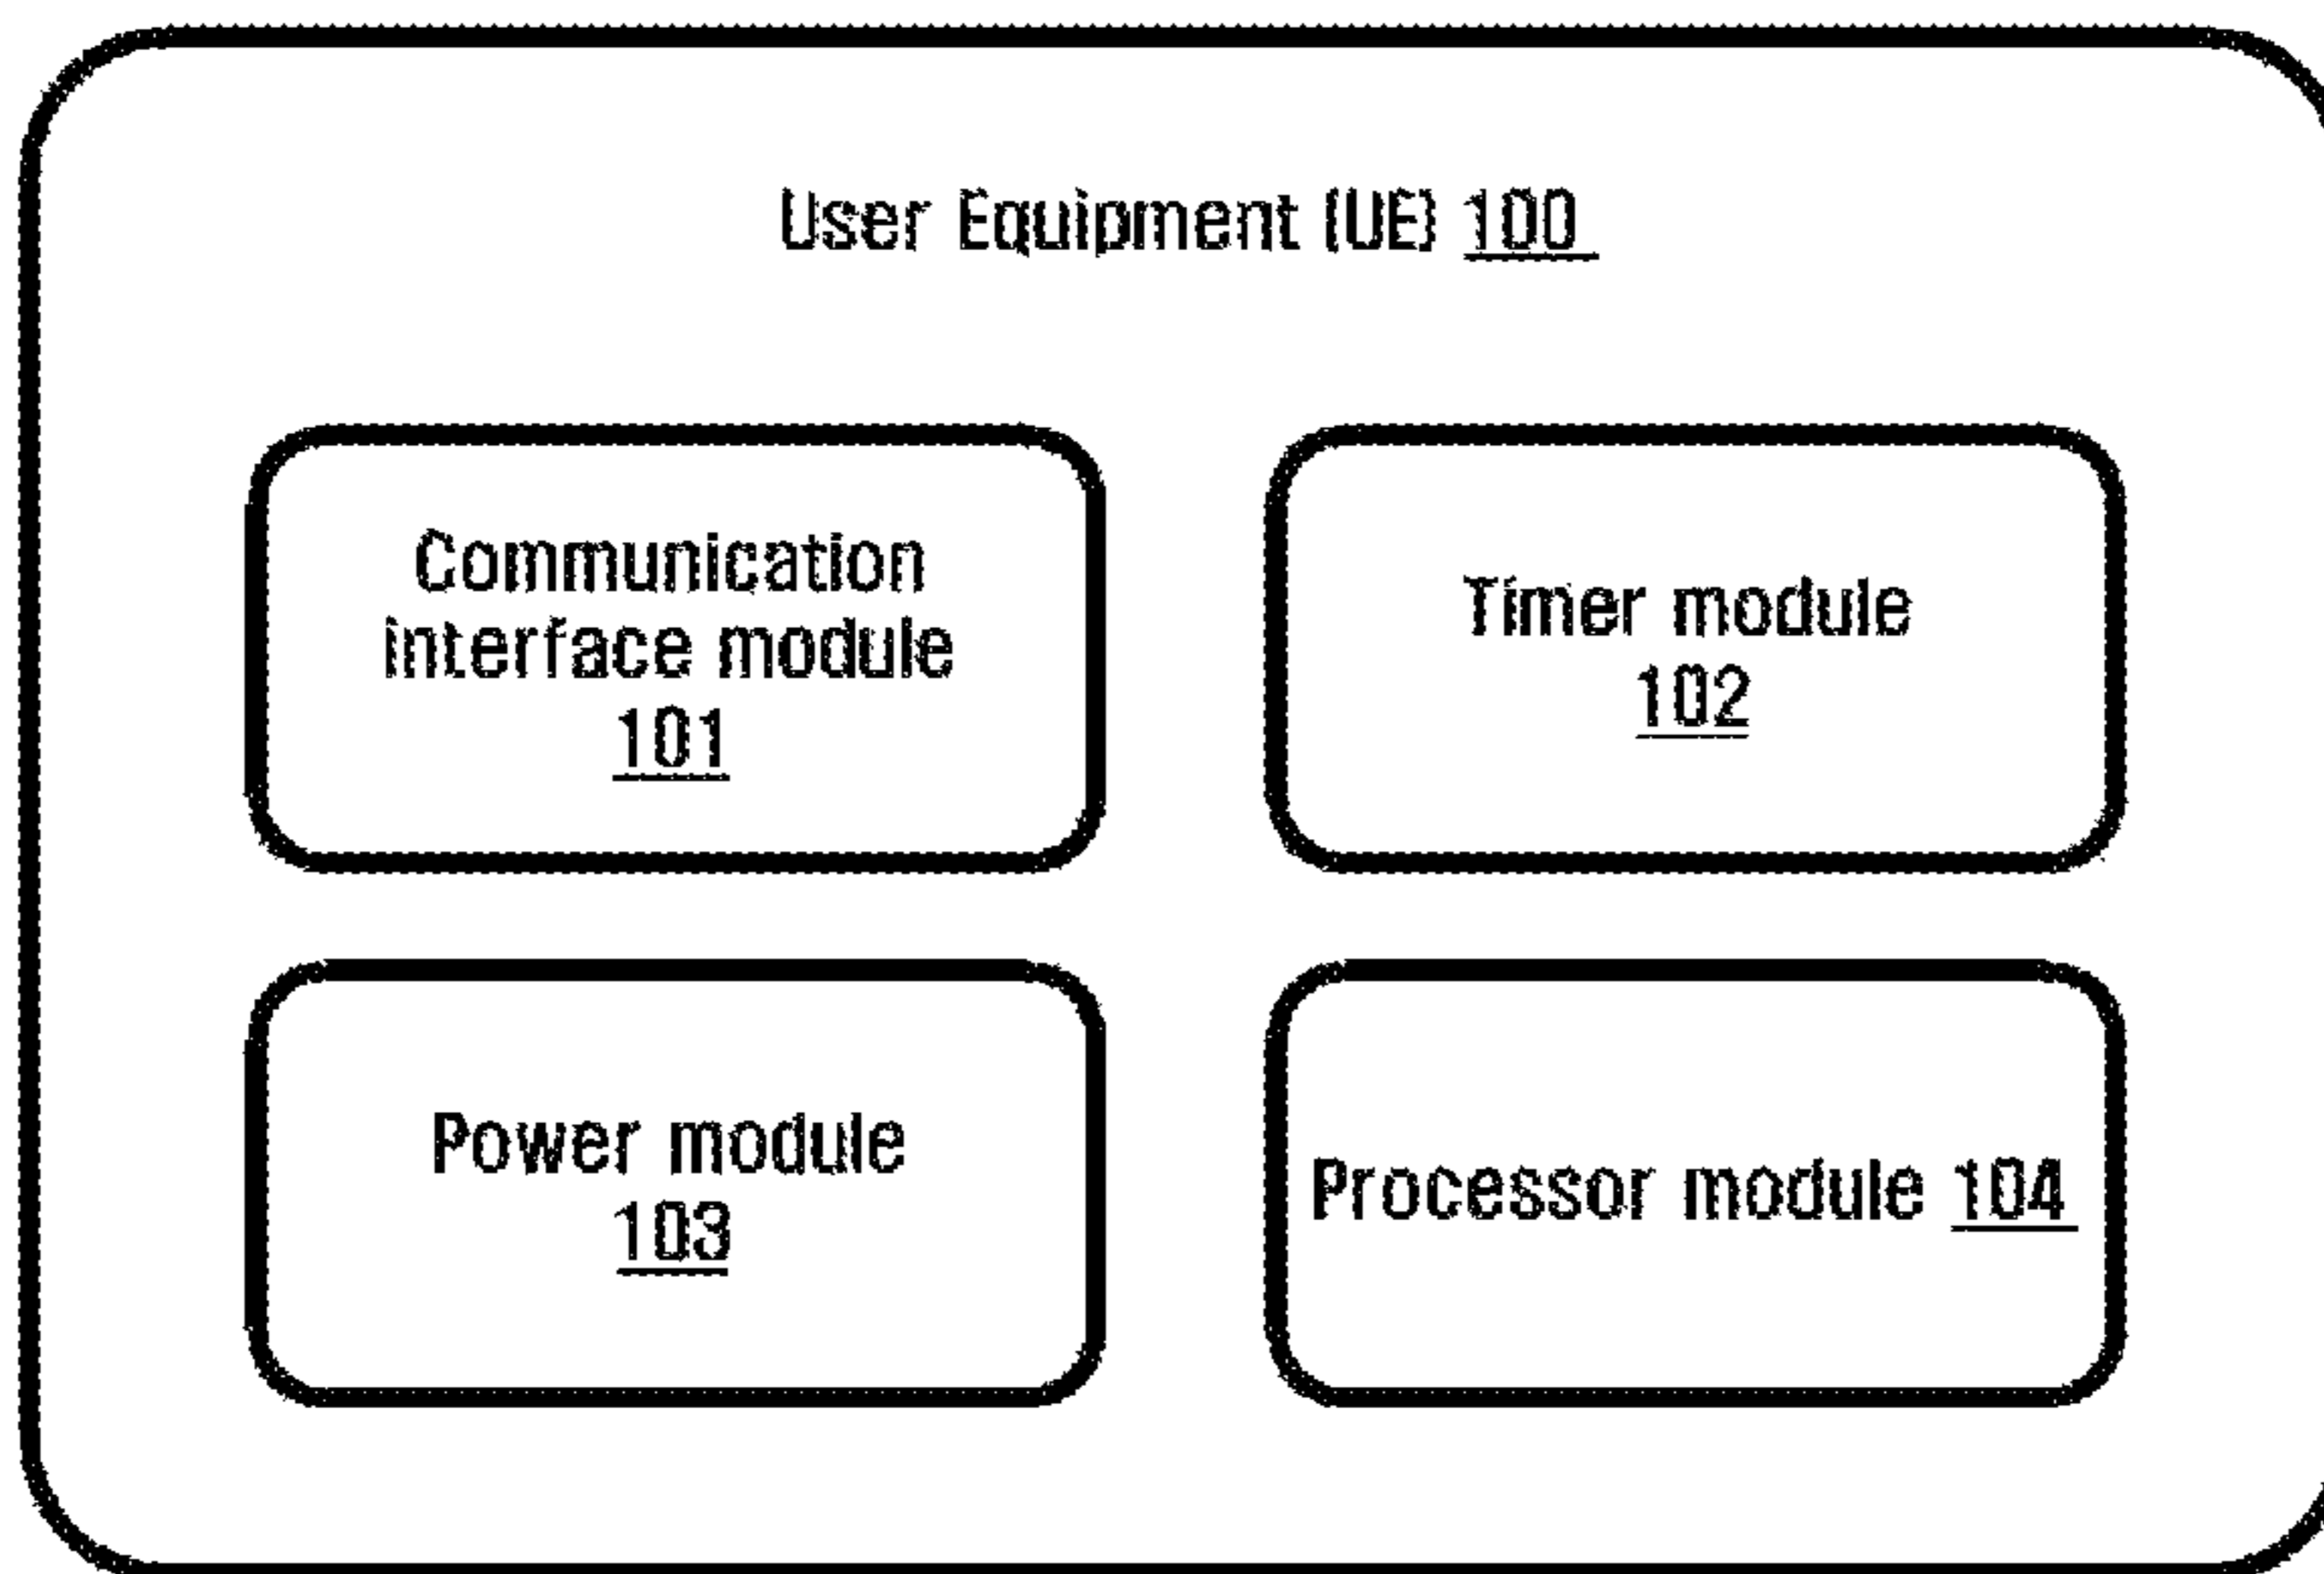 User Equipment (UE) 100
Communication
interface module
101
Timer module
102
Power module
103
Processor module 104